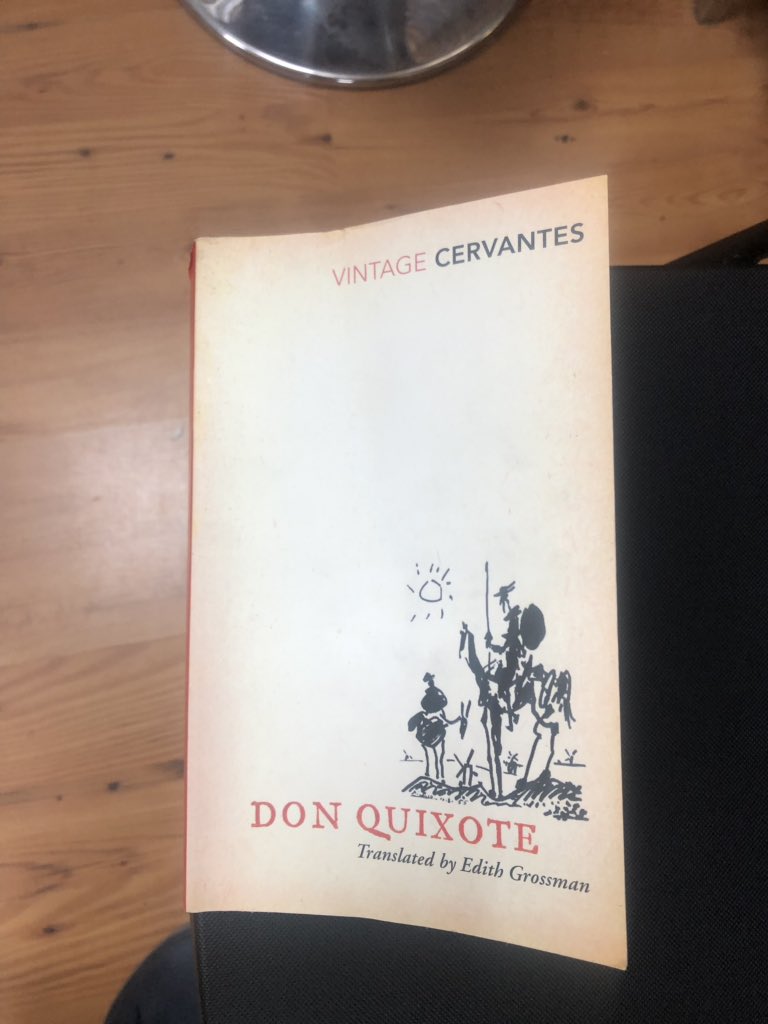 VINTAGE CERVANTES
DON QUIXOTE
Translated by Edith Grossman